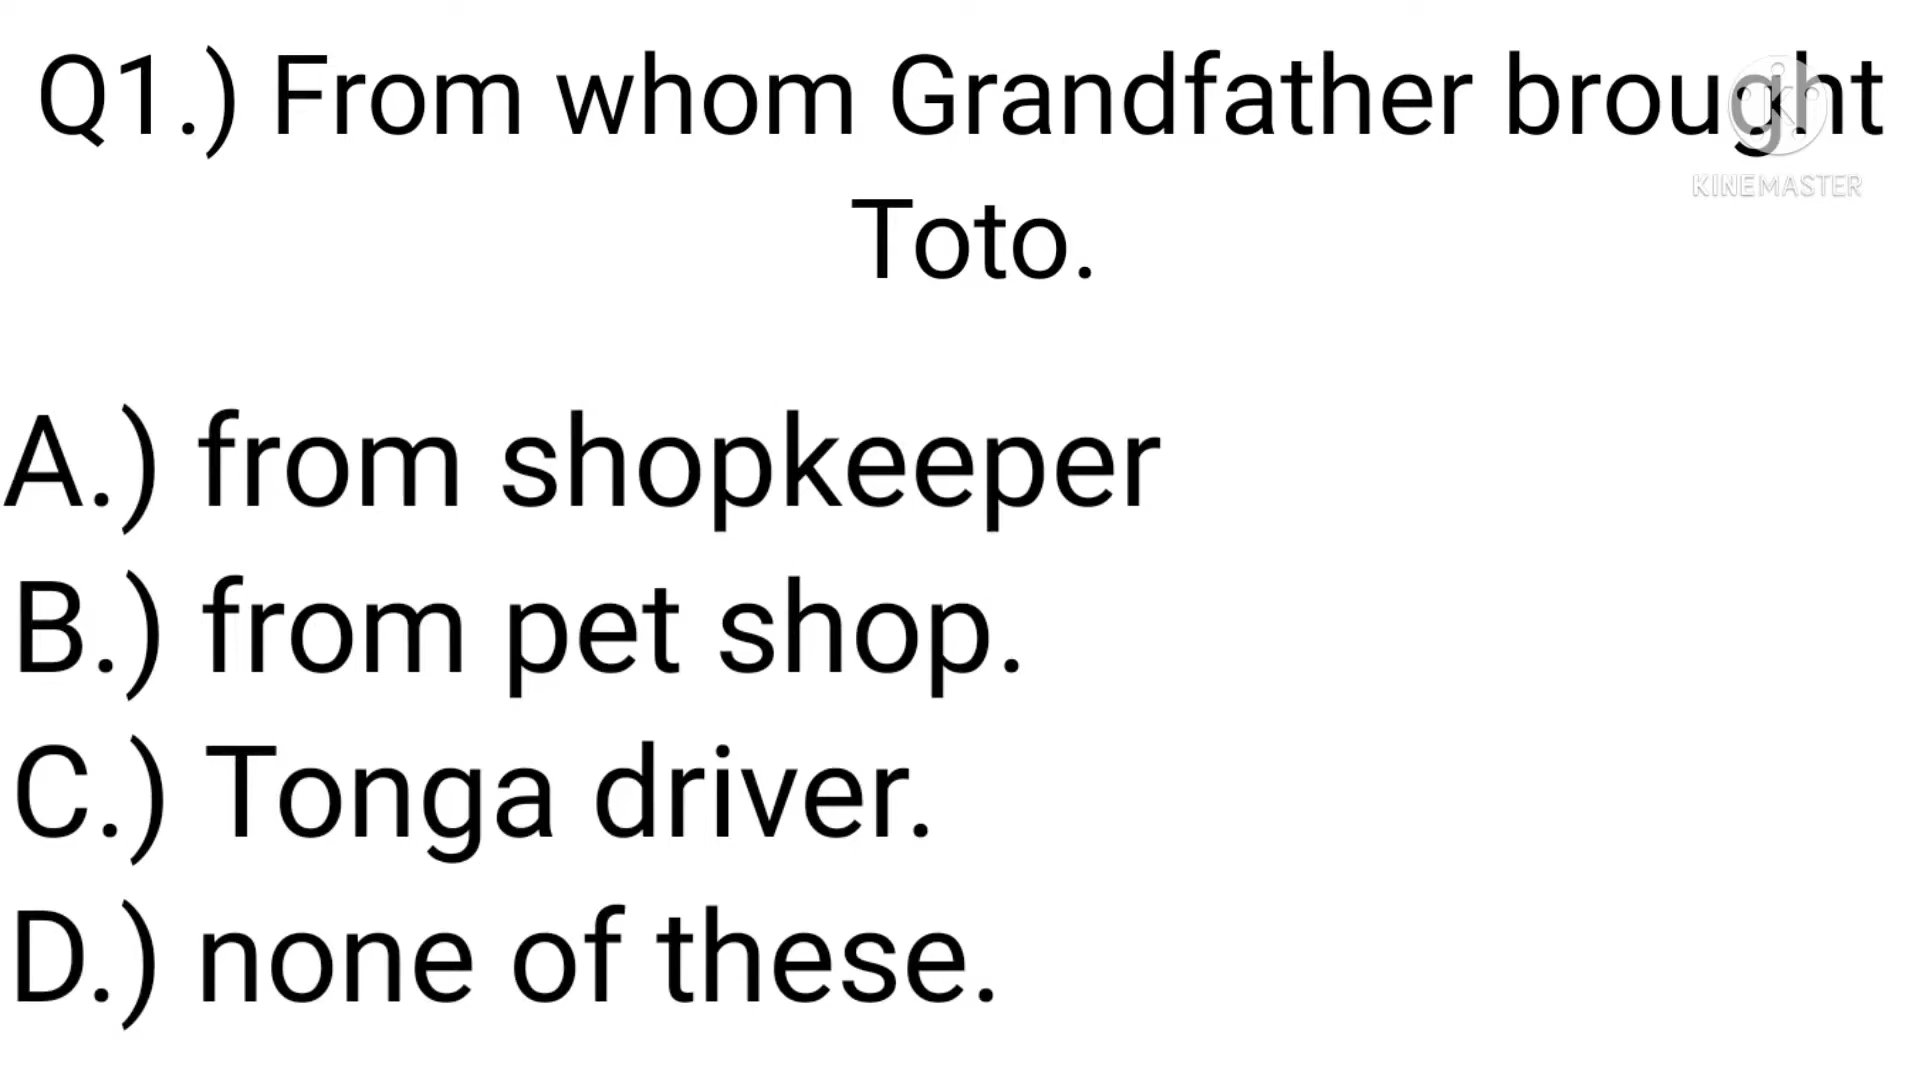 Q1.) From whom Grandfather brought
KINEMASTER
Toto.
A.) from shopkeeper
B.) from pet shop.
C.) Tonga driver.
D.) none of these.